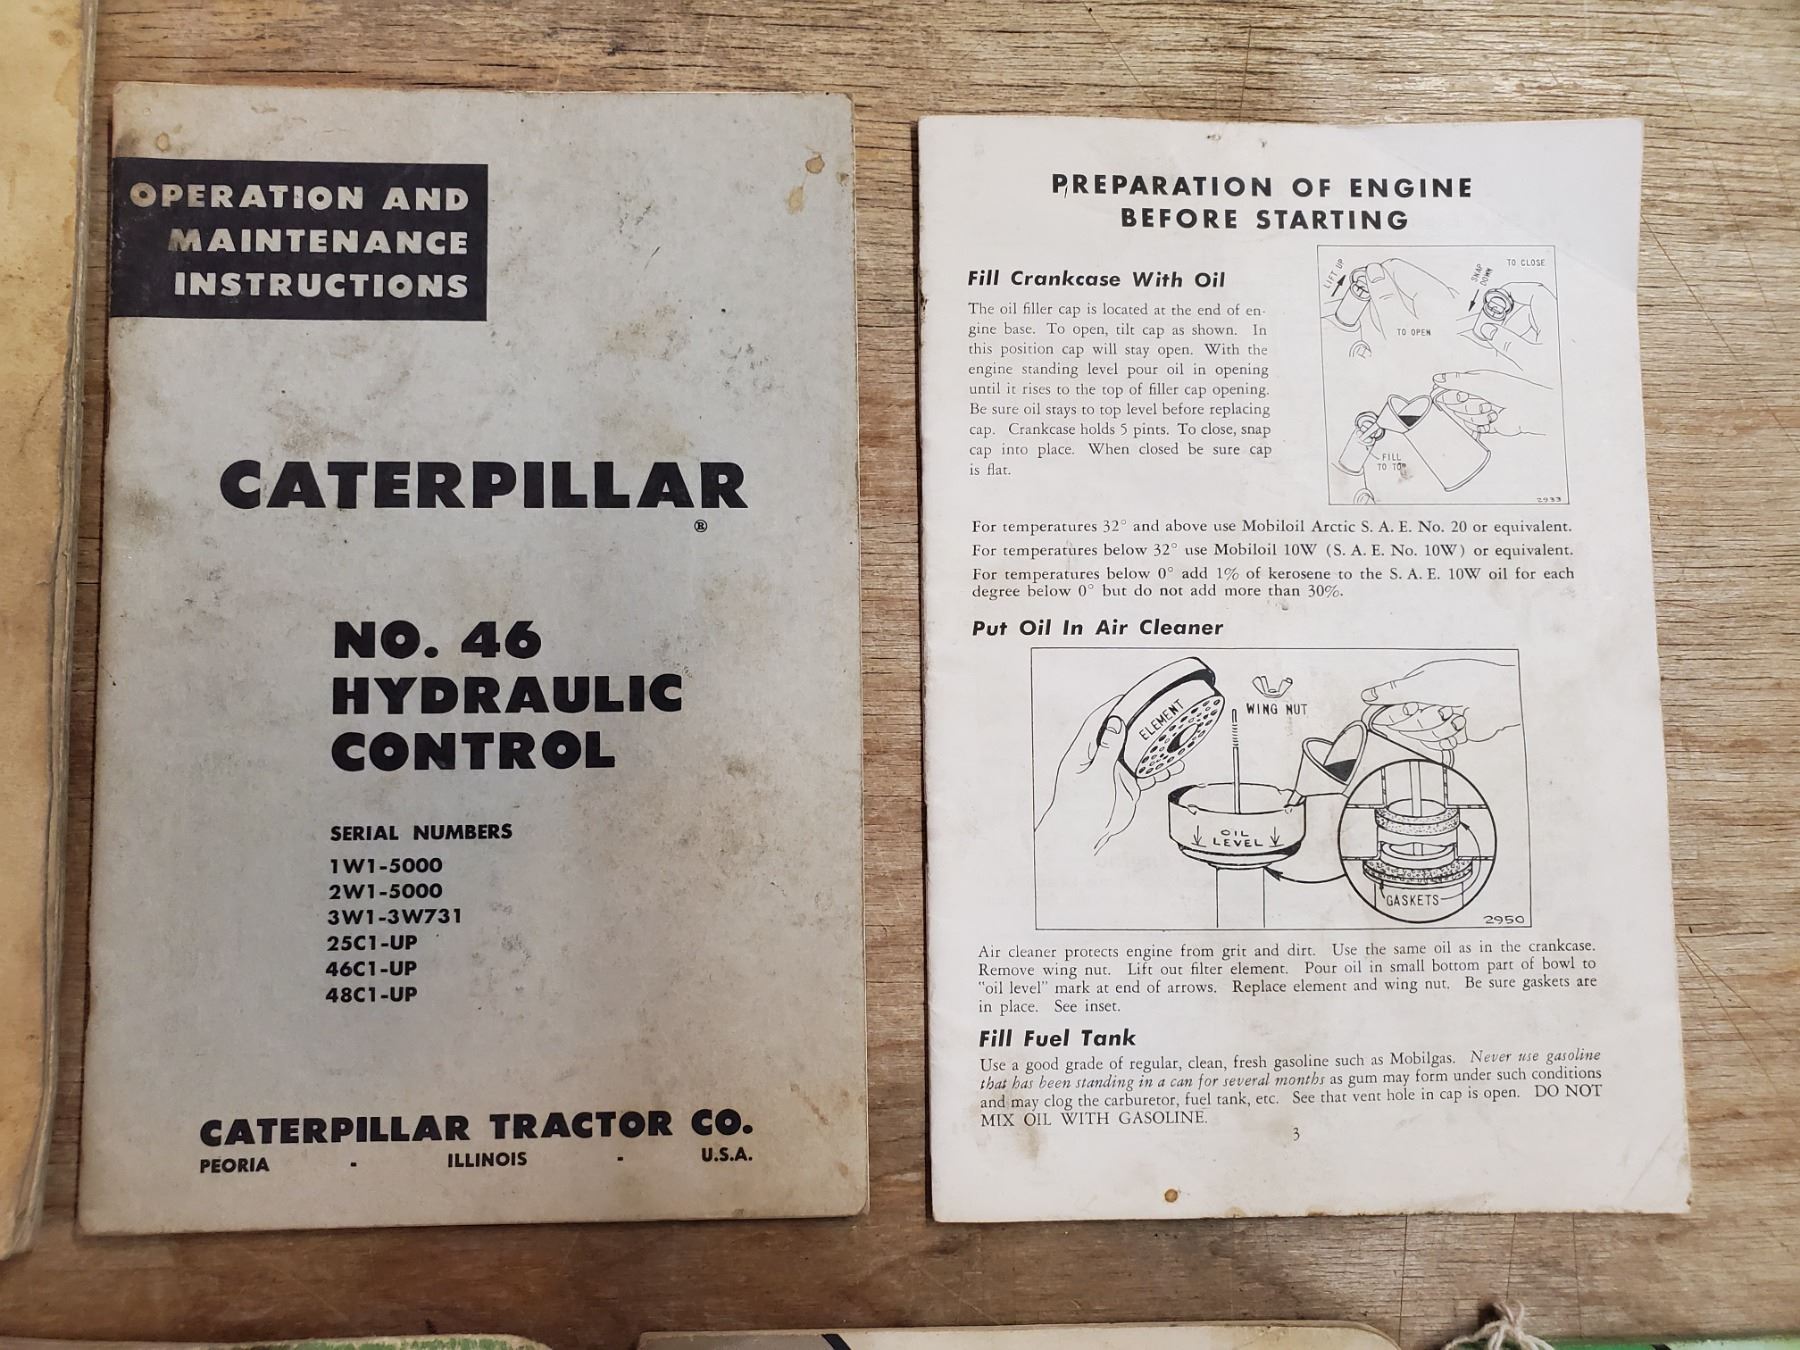 OPERATION AND
MAINTENANCE
INSTRUCTIONS
CATERPILLAR
®
NO. 46
HYDRAULIC
CONTROL
SERIAL NUMBERS
1W1-5000
2W1-5000
3W1-3W731
25C1-UP
46C1-UP
48C1-UP
CATERPILLAR TRACTOR CO.
PEORIA - ILLINOIS - U.S.A.
PREPARATION OF ENGINE
BEFORE STARTING
Fill Crankcase With Oil
The oil filler cap is located at the end of en-
gine base. To open, tilt cap as shown. In
this position cap will stay open. With the
engine standing level pour oil in opening
until it rises to the top of filler cap opening.
Be sure oil stays to top level before replacing
cap. Crankcase holds 5 pints. To close, snap
cap into place. When closed be sure cap
is flat.
LIFT UP
TO OPEN
SNAP
DOWN
TO CLOSE
FILL
TO TOP
2933
For temperatures 32° and above use Mobiloil Arctic S. A. E. No. 20 or equivalent.
For temperatures below 32° use Mobiloil 10W (S. A. E. No. 10W) or equivalent.
For temperatures below 0° add 1% of kerosene to the S. A. E. 10W oil for each
degree below 0° but do not add more than 30%.
Put Oil In Air Cleaner
ELEMENT
WING NUT
OIL
LEVEL
GASKETS
2950
Air cleaner protects engine from grit and dirt. Use the same oil as in the crankcase.
Remove wing nut. Lift out filter element. Pour oil in small bottom part of bowl to
"oil level" mark at end of arrows. Replace element and wing nut. Be sure gaskets are
in place. See inset.
Fill Fuel Tank
Use a good grade of regular, clean, fresh gasoline such as Mobilgas. Never use gasoline
that has been standing in a can for several months as gum may form under such conditions
and may clog the carburetor, fuel tank, etc. See that vent hole in cap is open. DO NOT
MIX OIL WITH GASOLINE.
3